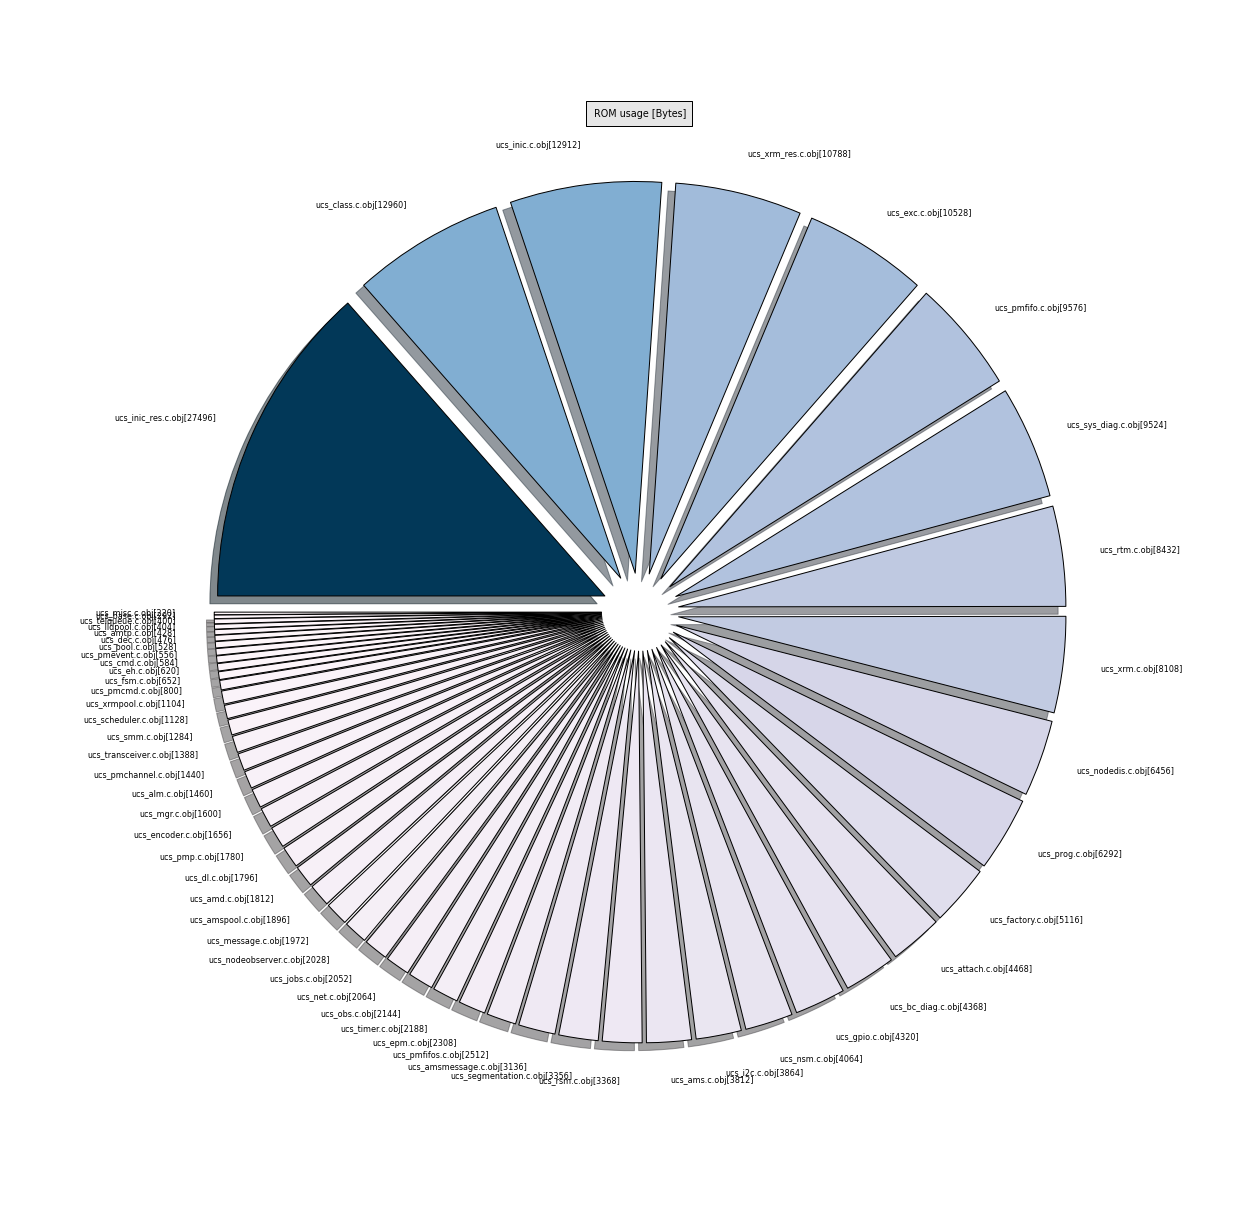 ROM usage [Bytes]
ucs_inic.c.obj[12912]
ucs_xrm_res.c.obj[10788]
ucs_class.c.obj[12960]
ucs_exc.c.obj[10528]
ucs_pmfifo.c.obj[9576]
ucs_inic_res.c.obj[27496]
ucs_sys_diag.c.obj[9524]
ucs_rtm.c.obj[8432]
ucs_misc.c.obj[220]
ucs_telqueue.c.obj[400]
ucs_lldpool.c.obj[404]
ucs_amtp.c.obj[428]
ucs_dec.c.obj[476]
ucs_pool.c.obj[528]
ucs_pmevent.c.obj[556]
ucs_cmd.c.obj[584]
ucs_eh.c.obj[620]
ucs_fsm.c.obj[652]
ucs_pmcmd.c.obj[800]
ucs_xrmpool.c.obj[1104]
ucs_scheduler.c.obj[1128]
ucs_smm.c.obj[1284]
ucs_transceiver.c.obj[1388]
ucs_pmchannel.c.obj[1440]
ucs_alm.c.obj[1460]
ucs_mgr.c.obj[1600]
ucs_encoder.c.obj[1656]
ucs_pmp.c.obj[1780]
ucs_dl.c.obj[1796]
ucs_amd.c.obj[1812]
ucs_amspool.c.obj[1896]
ucs_message.c.obj[1972]
ucs_nodeobserver.c.obj[2028]
ucs_jobs.c.obj[2052]
ucs_net.c.obj[2064]
ucs_obs.c.obj[2144]
ucs_timer.c.obj[2188]
ucs_epm.c.obj[2308]
ucs_pmfifos.c.obj[2512]
ucs_amsmessage.c.obj[3136]
ucs_segmentation.c.obj[3356]
ucs_rsm.c.obj[3368]
ucs_ams.c.obj[3812]
ucs_i2c.c.obj[3864]
ucs_nsm.c.obj[4064]
ucs_gpio.c.obj[4320]
ucs_bc_diag.c.obj[4368]
ucs_attach.c.obj[4468]
ucs_factory.c.obj[5116]
ucs_prog.c.obj[6292]
ucs_nodedis.c.obj[6456]
ucs_xrm.c.obj[8108]